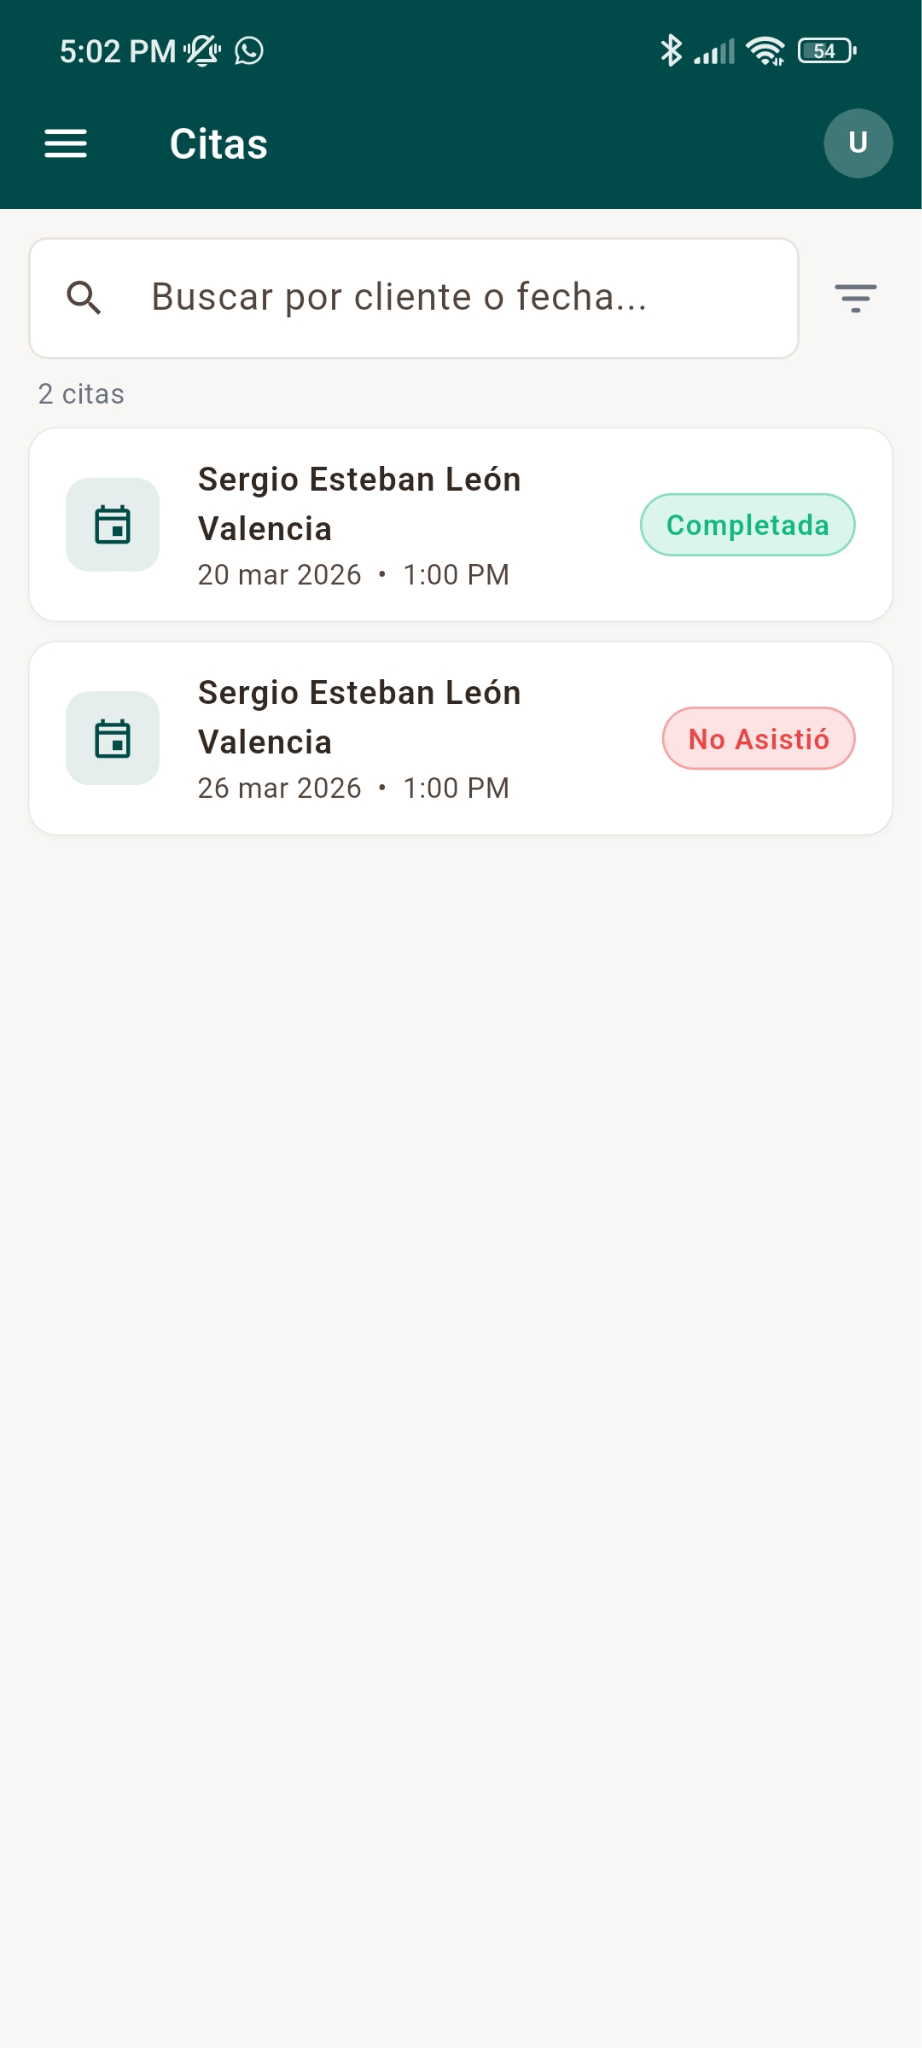 5:02 PM
54
Citas
U
Buscar por cliente o fecha...
2 citas
Sergio Esteban León
Valencia
20 mar 2026 • 1:00 PM
Completada
Sergio Esteban León
Valencia
26 mar 2026 • 1:00 PM
No Asistió